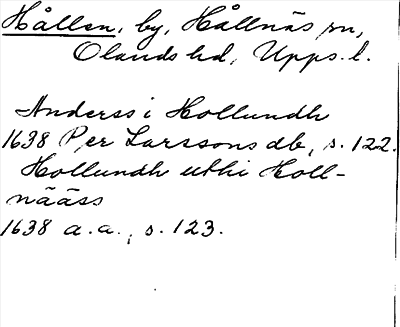 Hållen, by, Hållnäs sn,
Olands hd, Upps. l.
Anderss i Hollundh
1638 Per Larssons db, s. 122.
Hollundh uthi Holl-
nääss
1638 a.a., s. 123.